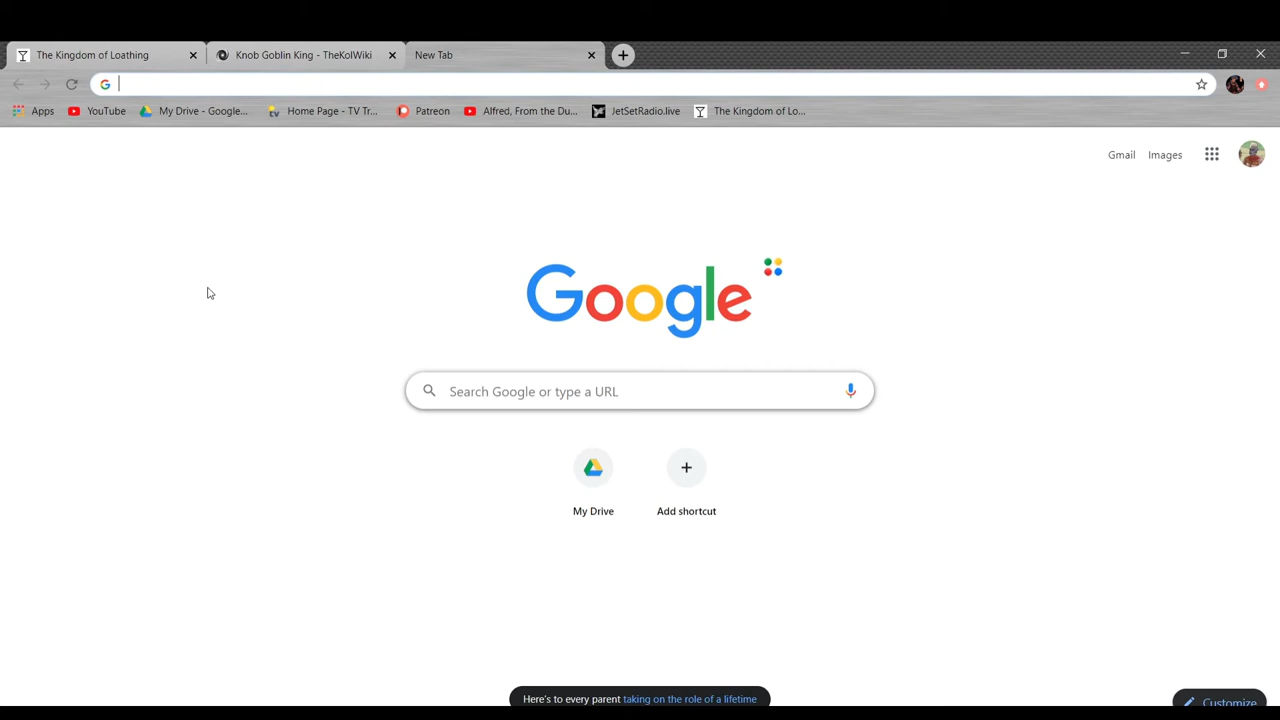 The Kingdom of Loathing
Knob Goblin King - TheKolWiki
New Tab
Apps
YouTube
My Drive - Google...
Home Page - TV Tr...
Patreon
Alfred, From the Du...
JetSetRadio.live
The Kingdom of Lo...
Gmail
Images
Google
Search Google or type a URL
My Drive
Add shortcut
Here's to every parent taking on the role of a lifetime
Customize